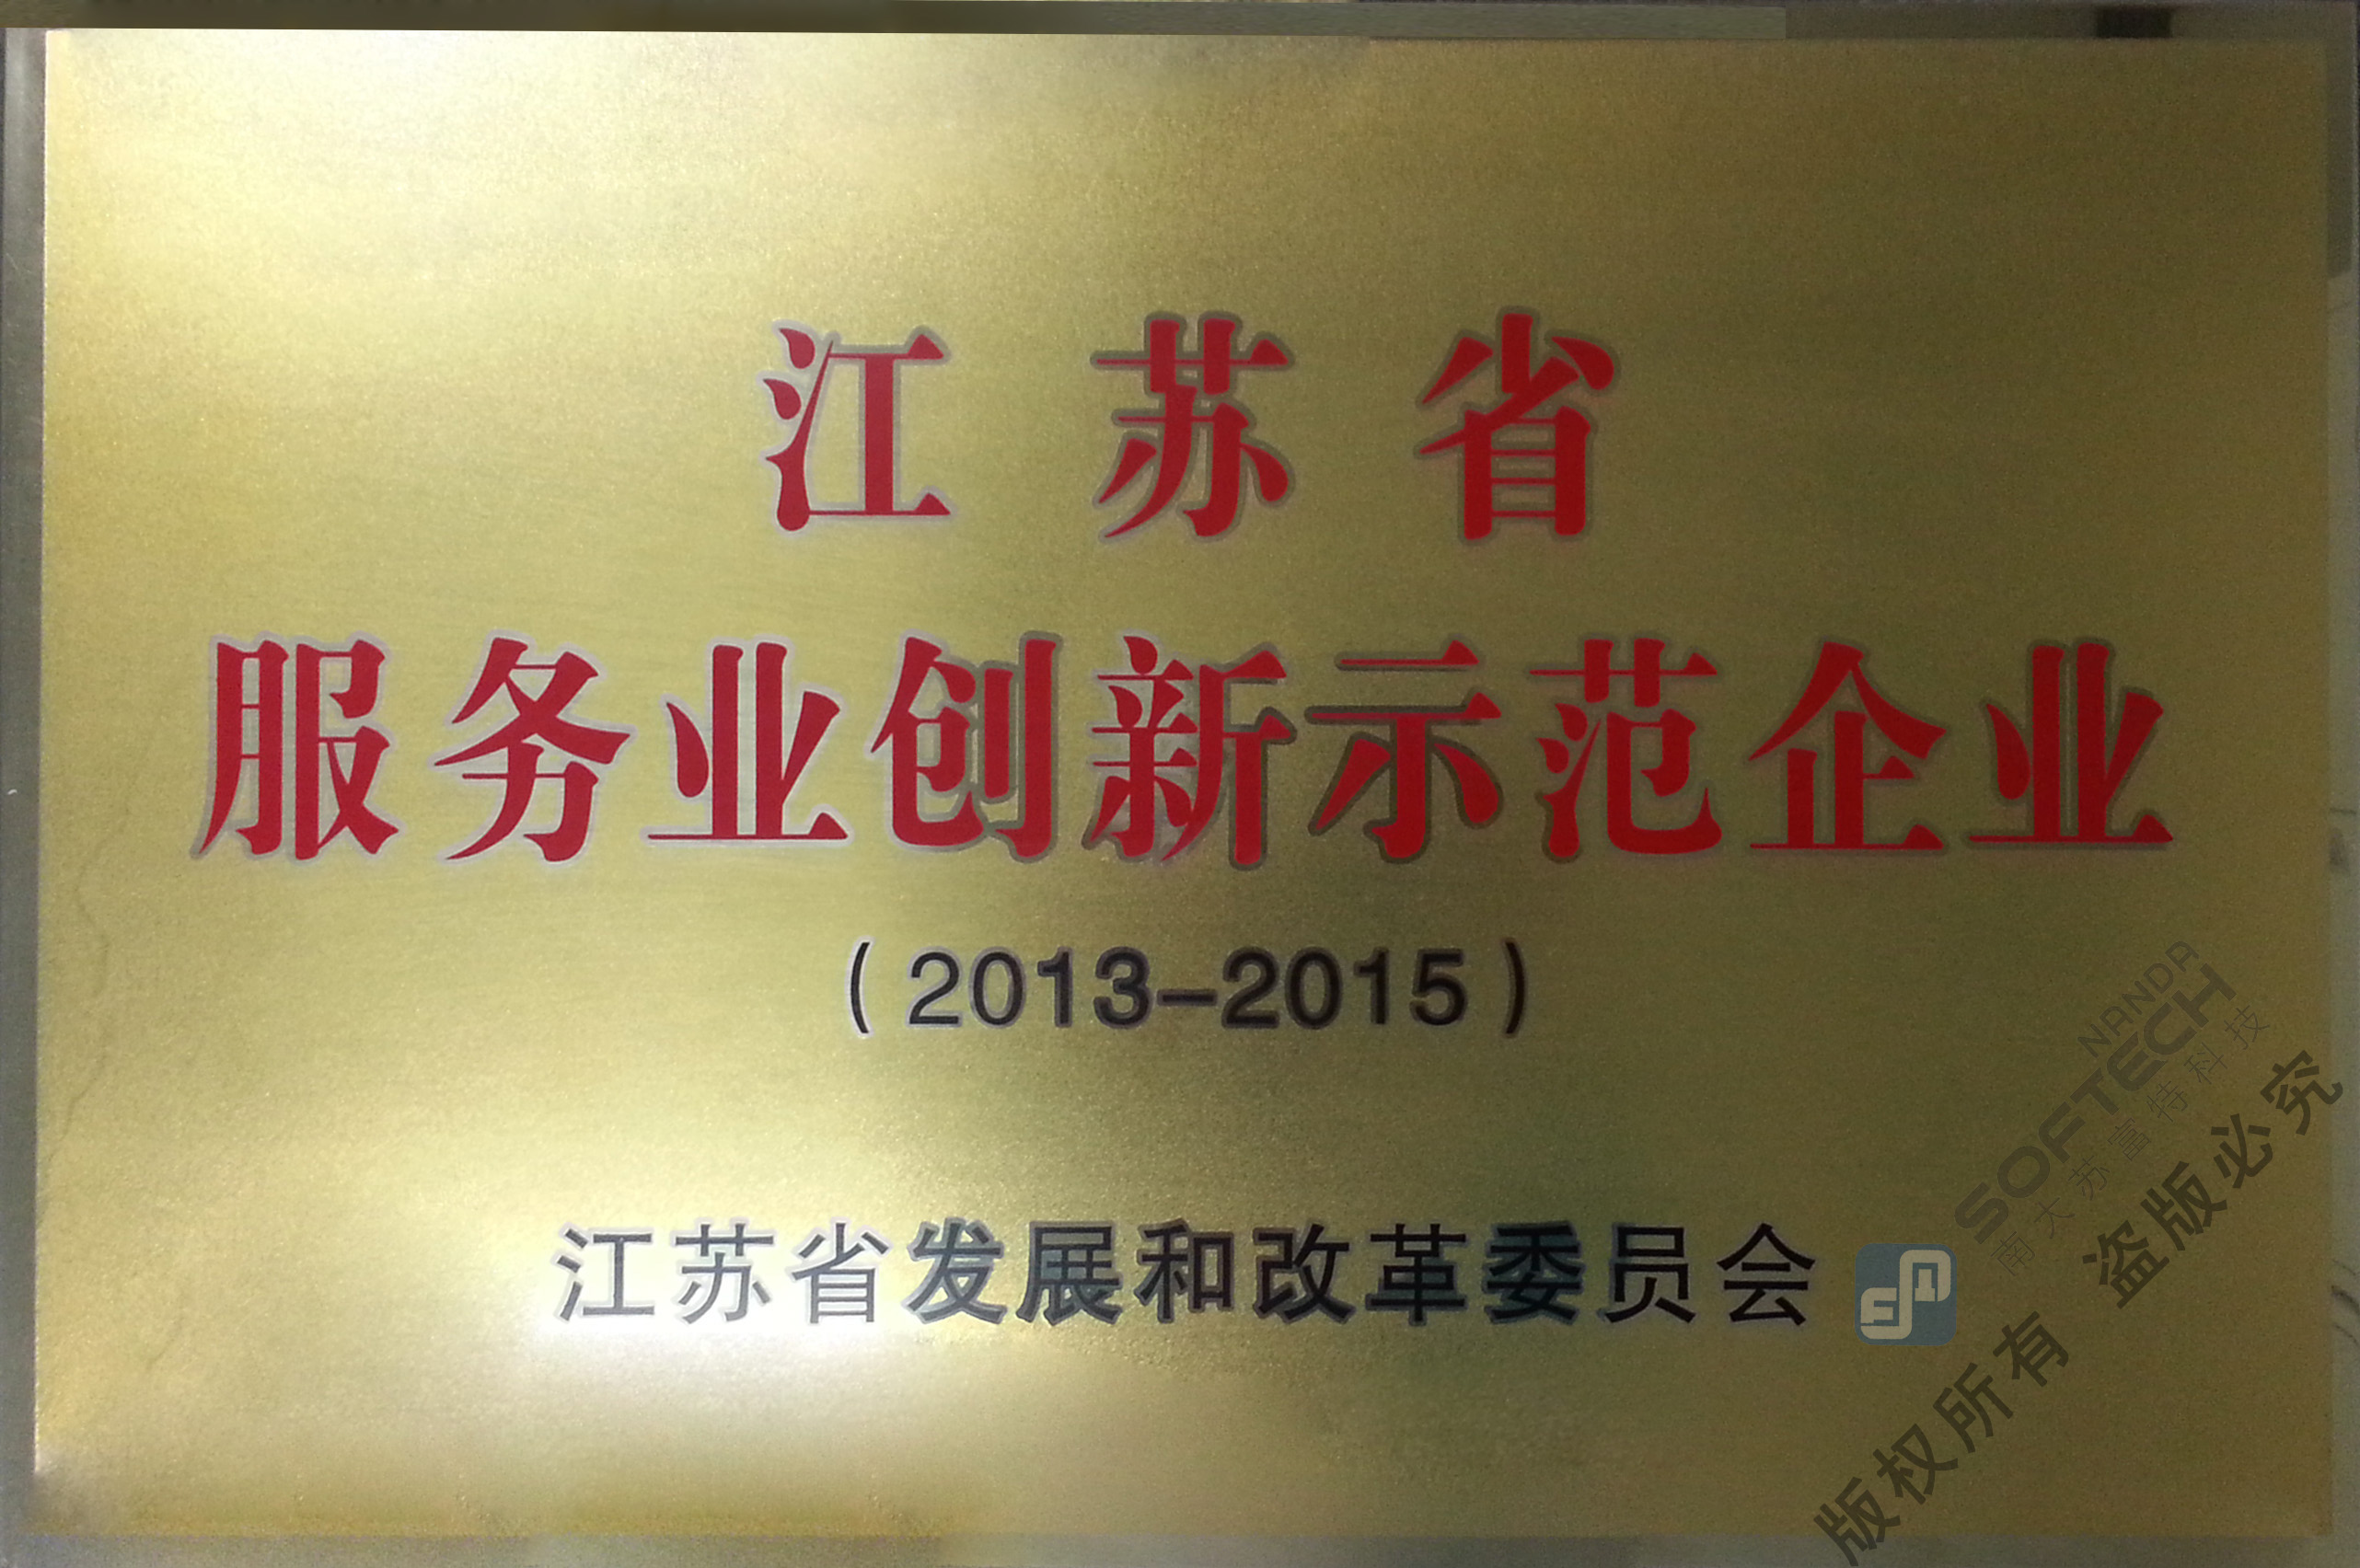 江苏省
服务业创新示范企业
(2013-2015)
江苏省发展和改革委员会
NANDA
SOFTECH
南大苏富特科技
版权所有 盗版必究